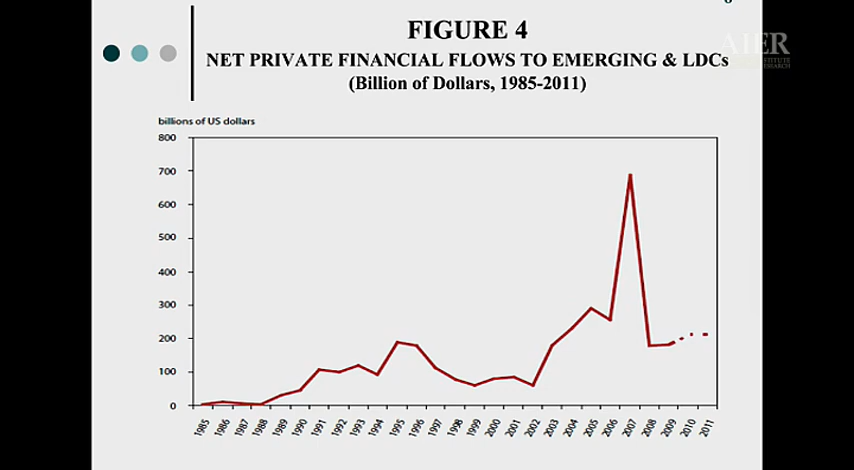 FIGURE 4
AIER
NET PRIVATE FINANCIAL FLOWS TO EMERGING & LDCs
(Billion of Dollars, 1985-2011)
billions of US dollars
800
700
600
500
400
300
200
100
0
1985 1986 1987 1988 1989 1990 1991 1992 1993 1994 1995 1996 1997 1998 1999 2000 2001 2002 2003 2004 2005 2006 2007 2008 2009 2010 2011